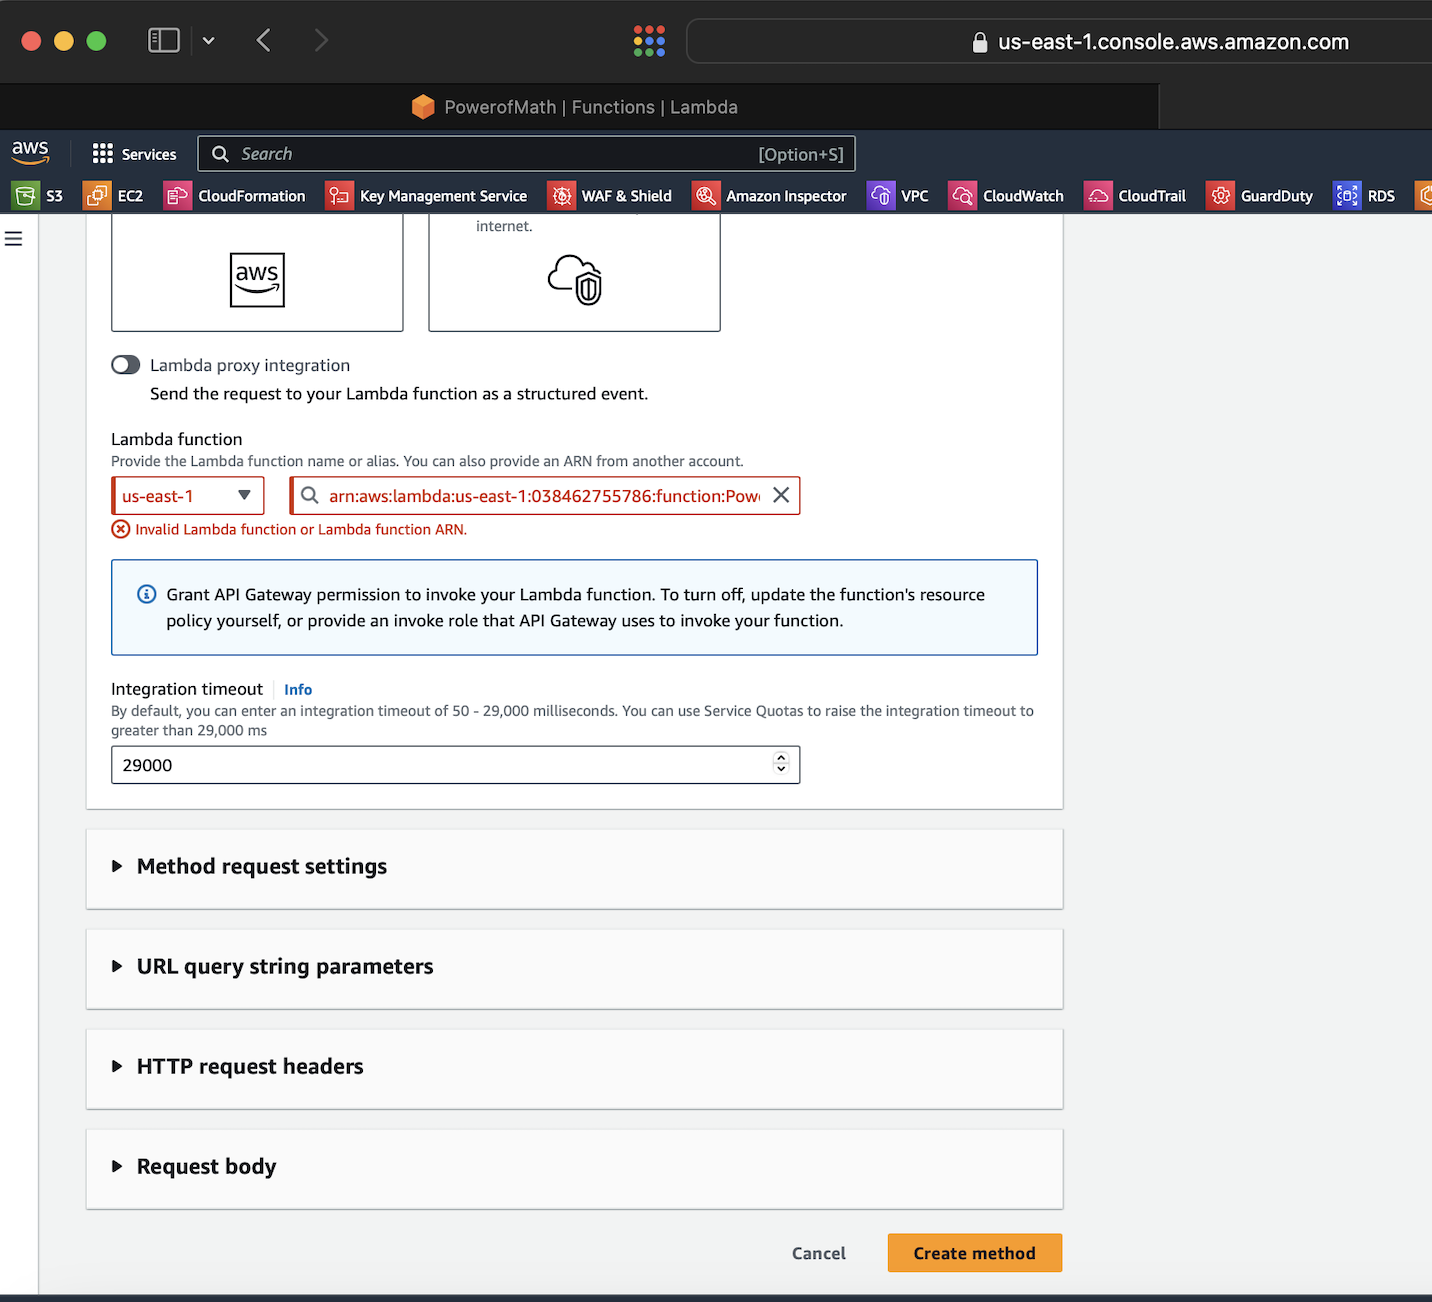 us-east-1.console.aws.amazon.com
PowerofMath | Functions | Lambda
aws
Services
Search
[Option+S]
S3
EC2
CloudFormation
Key Management Service
WAF & Shield
Amazon Inspector
VPC
CloudWatch
CloudTrail
GuardDuty
RDS
internet.
aws
Lambda proxy integration
Send the request to your Lambda function as a structured event.
Lambda function
Provide the Lambda function name or alias. You can also provide an ARN from another account.
us-east-1
arn:aws:lambda:us-east-1:038462755786:function:Pow
Invalid Lambda function or Lambda function ARN.
Grant API Gateway permission to invoke your Lambda function. To turn off, update the function's resource
policy yourself, or provide an invoke role that API Gateway uses to invoke your function.
Integration timeout
Info
By default, you can enter an integration timeout of 50 - 29,000 milliseconds. You can use Service Quotas to raise the integration timeout to
greater than 29,000 ms
29000
Method request settings
URL query string parameters
HTTP request headers
Request body
Cancel
Create method